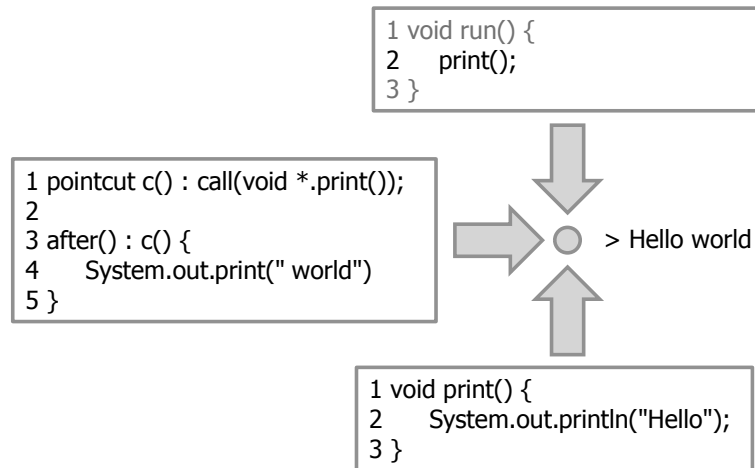 1 void run() {
2 print();
3 }
1 pointcut c() : call(void *.print());
2
3 after() : c() {
4 System.out.print(" world")
5 }
> Hello world
1 void print() {
2 System.out.println("Hello");
3 }